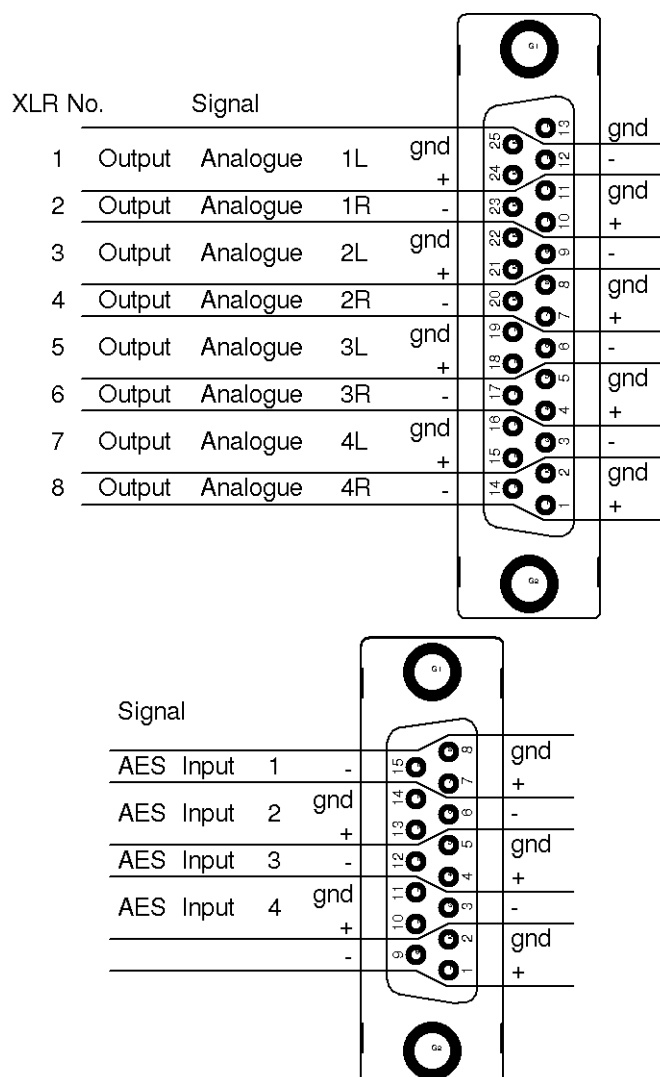 G1
XLR No. Signal
13 gnd
25 gnd
1 Output Analogue 1L 12 -
24 +
11 gnd
2 Output Analogue 1R - 23
10 +
22 gnd
3 Output Analogue 2L 9 -
21 +
8 gnd
4 Output Analogue 2R - 20
7 +
19 gnd
5 Output Analogue 3L 6 -
18 +
5 gnd
6 Output Analogue 3R - 17
4 +
16 gnd
7 Output Analogue 4L 3 -
15 +
2 gnd
8 Output Analogue 4R - 14
1 +
G2
G1
Signal
8 gnd
AES Input 1 - 15
7 +
14 gnd
AES Input 2 6 -
13 +
5 gnd
AES Input 3 - 12
4 +
11 gnd
AES Input 4 3 -
10 +
2 gnd
- 9
1 +
G2